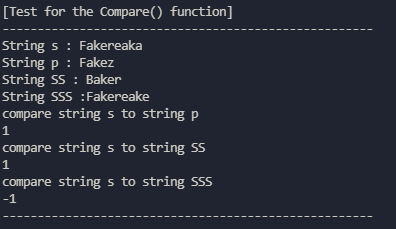 [Test for the Compare() function]
-----------------------------------------------------
String s : Fakereaka
String p : Fakez
String SS : Baker
String SSS :Fakereake
compare string s to string p
1
compare string s to string SS
1
compare string s to string SSS
-1
-----------------------------------------------------